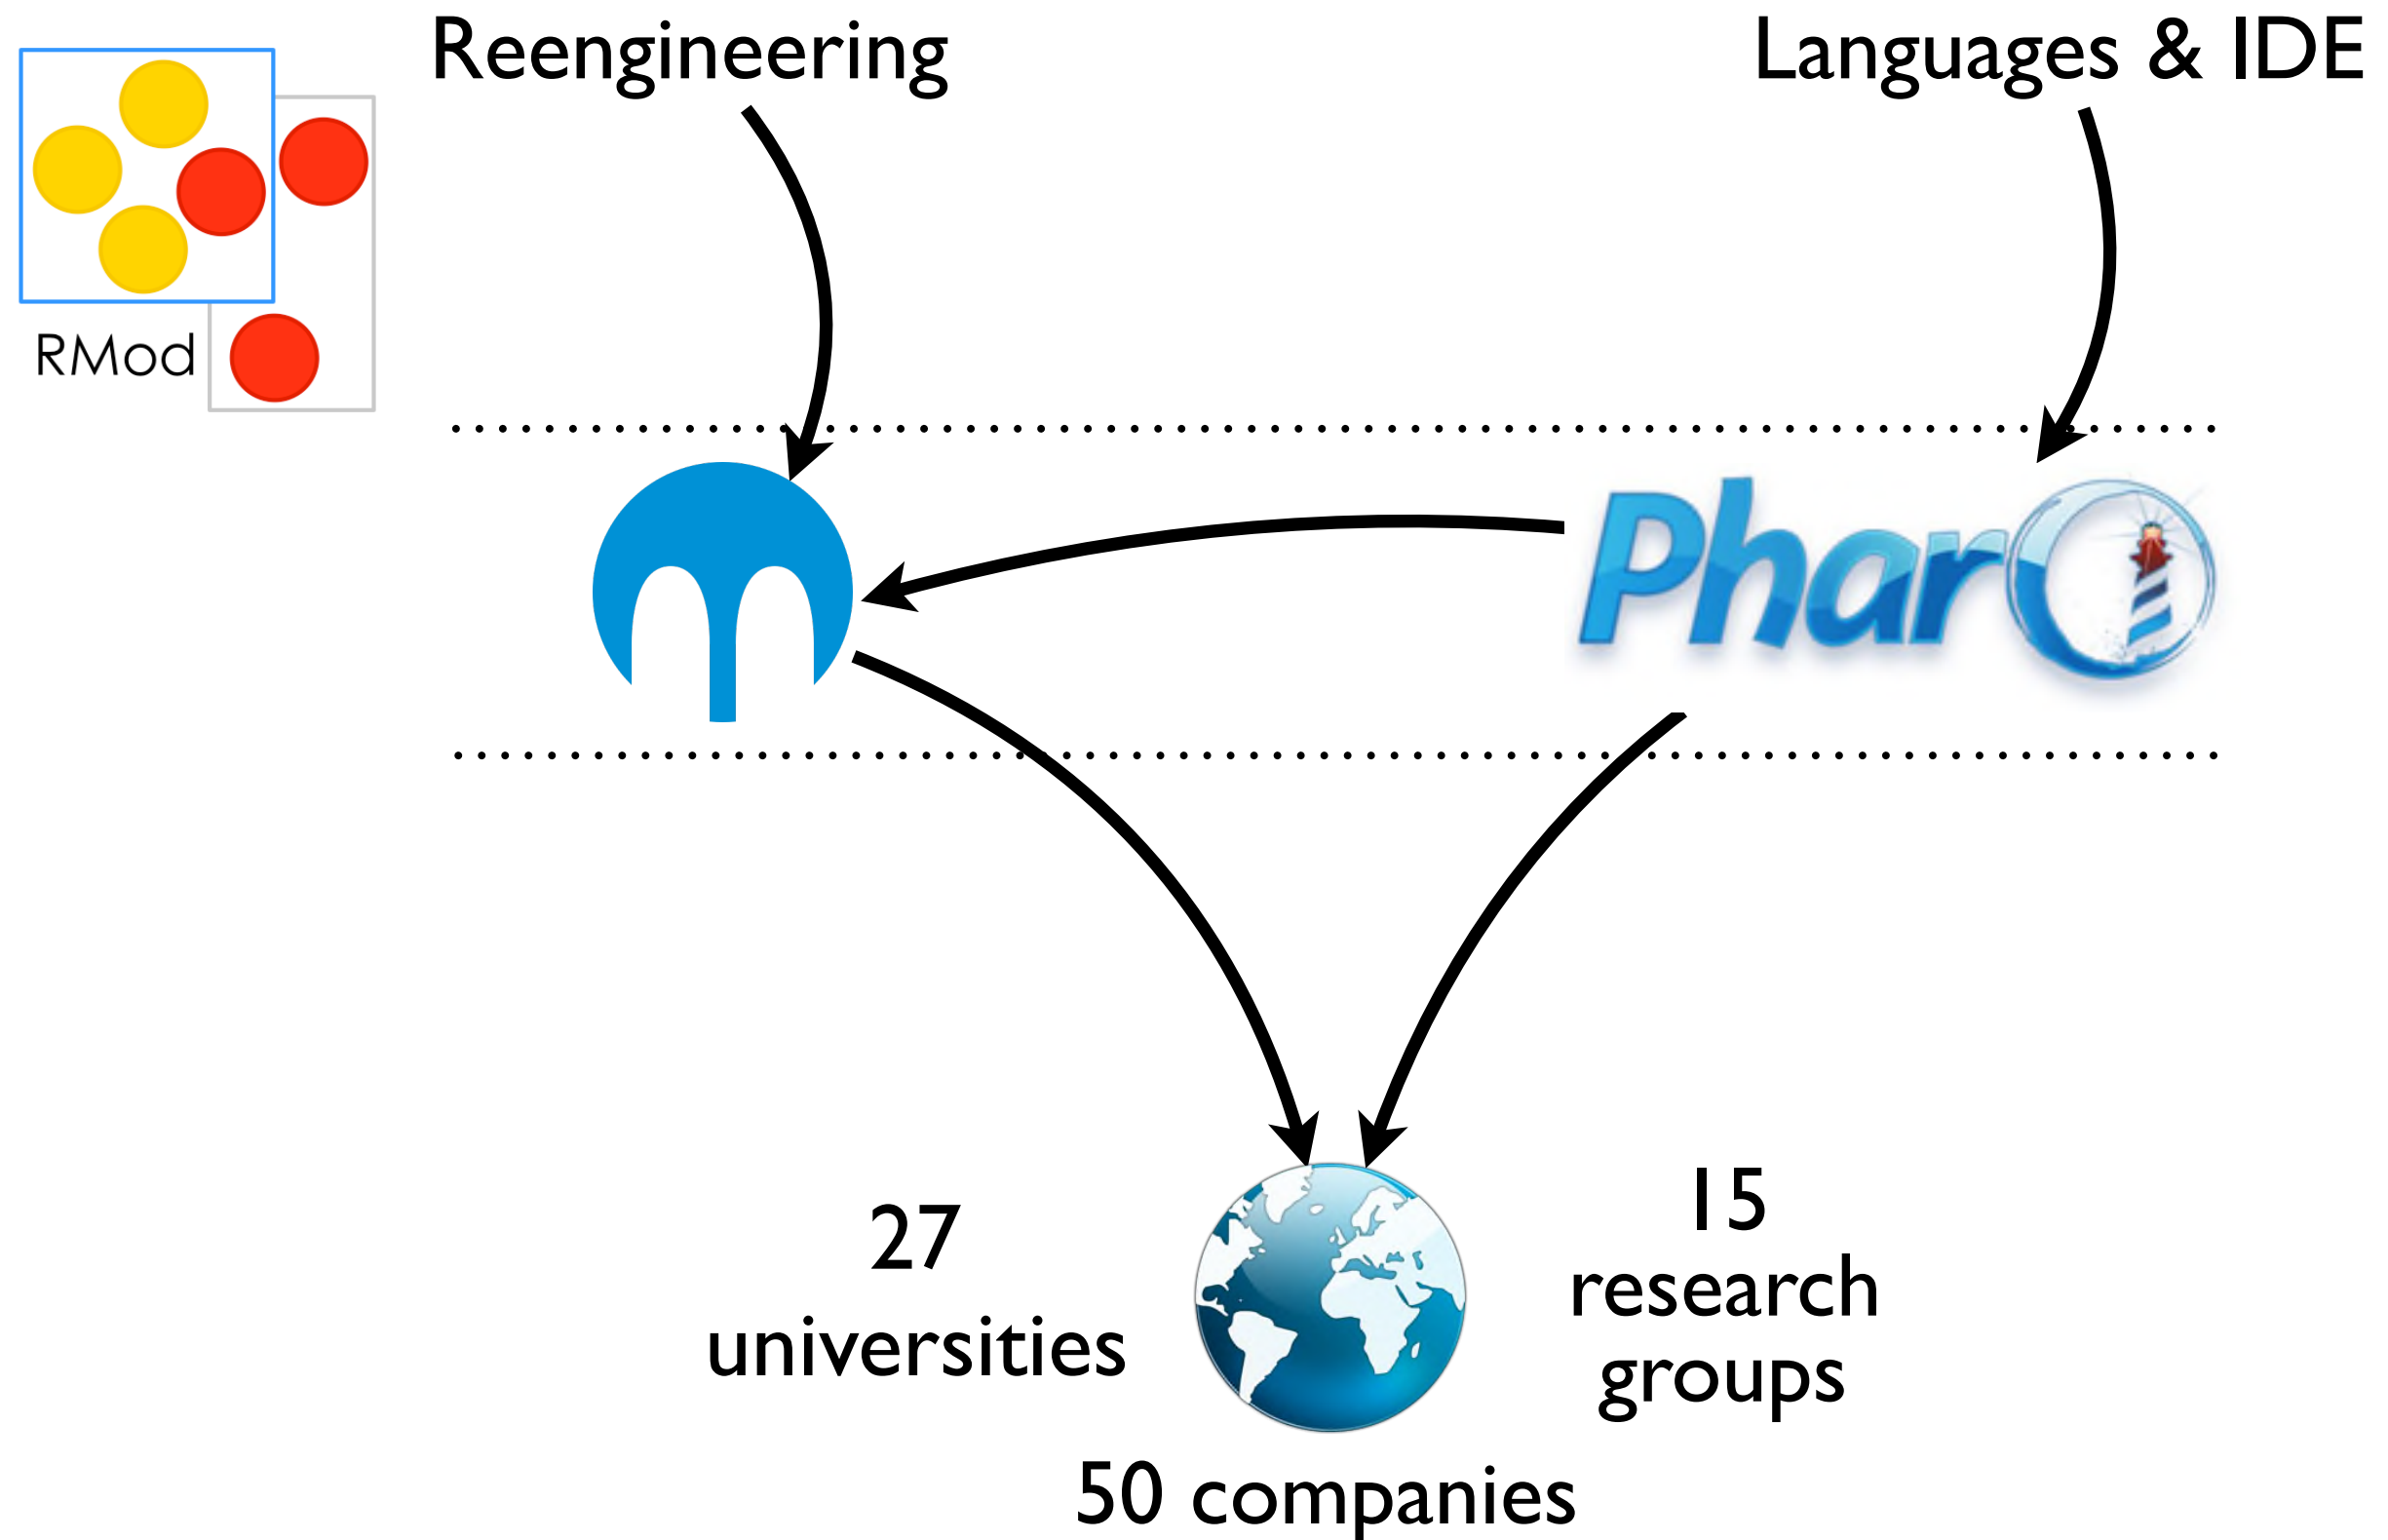 Reengineering
Languages & IDE
RMod
Pharo
27
universities
15
research
groups
50 companies